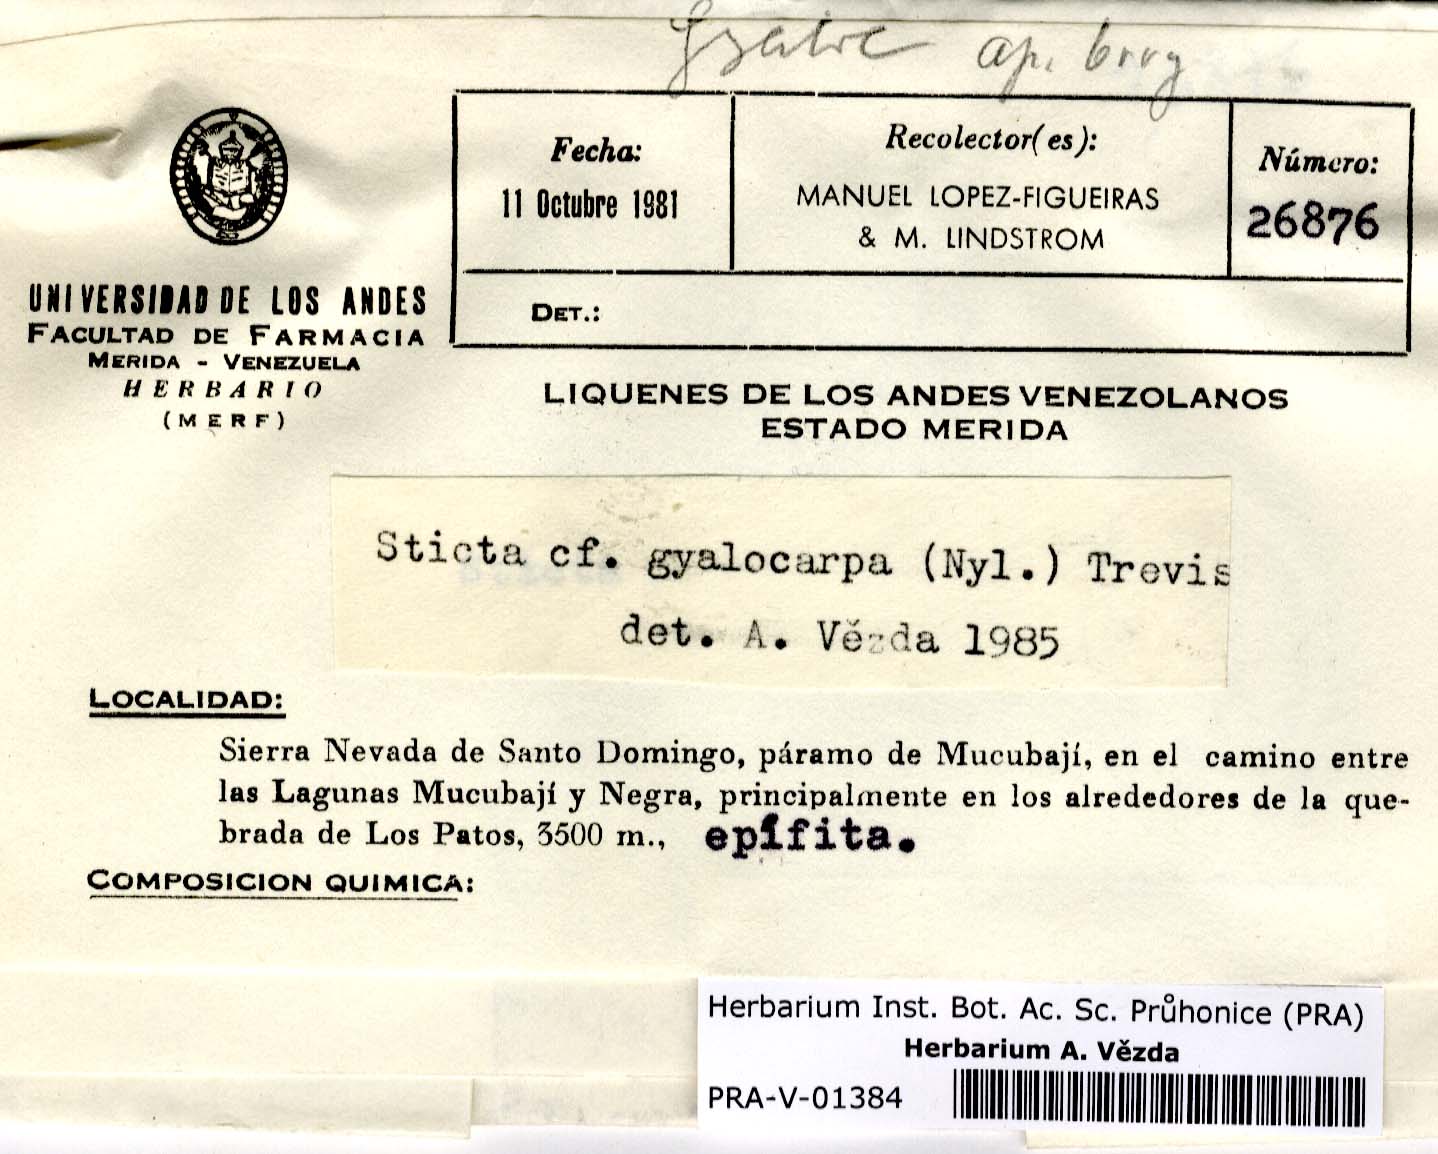 ap.
Fecha:
11 Octubre 1981
Recolector(es):
MANUEL LOPEZ-FIGUEIRAS
& M. LINDSTROM
Número:
26876
DET.:
UNIVERSIDAD DE LOS ANDES
FACULTAD DE FARMACIA
MERIDA - VENEZUELA
HERBARIO
(MERF)
LIQUENES DE LOS ANDES VENEZOLANOS
ESTADO MERIDA
Sticta cf. gyalocarpa (Nyl.) Trevis
det. A. Vězda 1985
LOCALIDAD:
Sierra Nevada de Santo Domingo, páramo de Mucubají, en el camino entre
las Lagunas Mucubají y Negra, principalmente en los alrededores de la que-
brada de Los Patos, 3500 m., epífita.
COMPOSICION QUIMICA:
Herbarium Inst. Bot. Ac. Sc. Průhonice (PRA)
Herbarium A. Vězda
PRA-V-01384